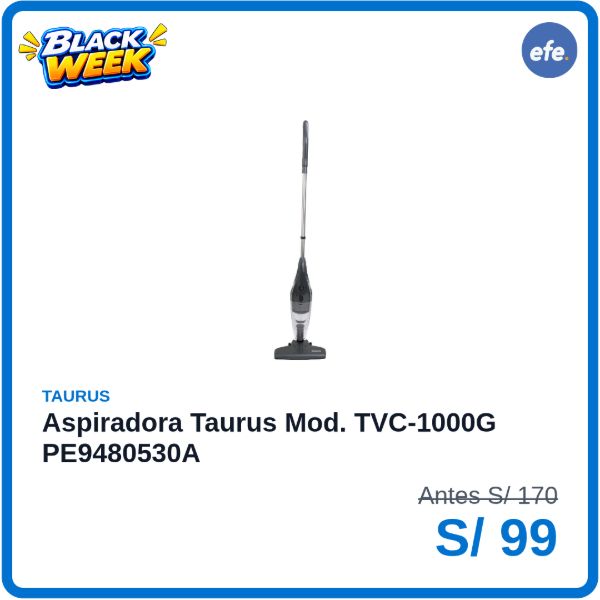 BLACK
WEEK
efe.
TAURUS
Aspiradora Taurus Mod. TVC-1000G
PE9480530A
Antes S/ 170
S/ 99